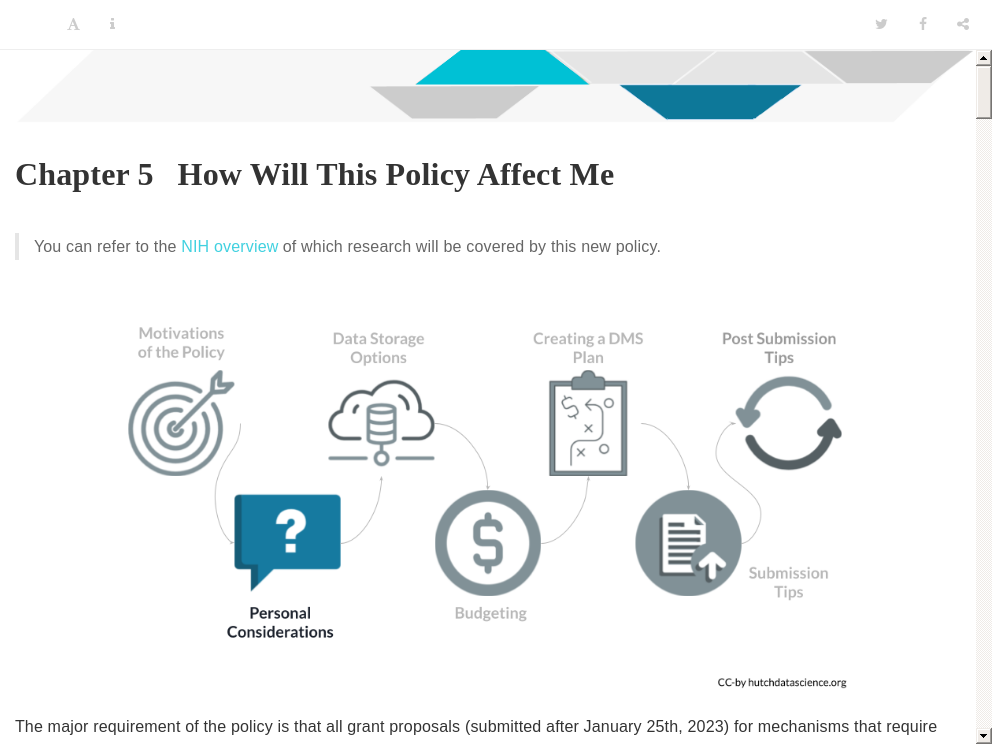 Chapter 5 How Will This Policy Affect Me
You can refer to the NIH overview of which research will be covered by this new policy.
Motivations
of the Policy
Data Storage
Options
Creating a DMS
Plan
Post Submission
Tips
Personal
Considerations
Budgeting
Submission
Tips
CC-by hutchdatascience.org
The major requirement of the policy is that all grant proposals (submitted after January 25th, 2023) for mechanisms that require